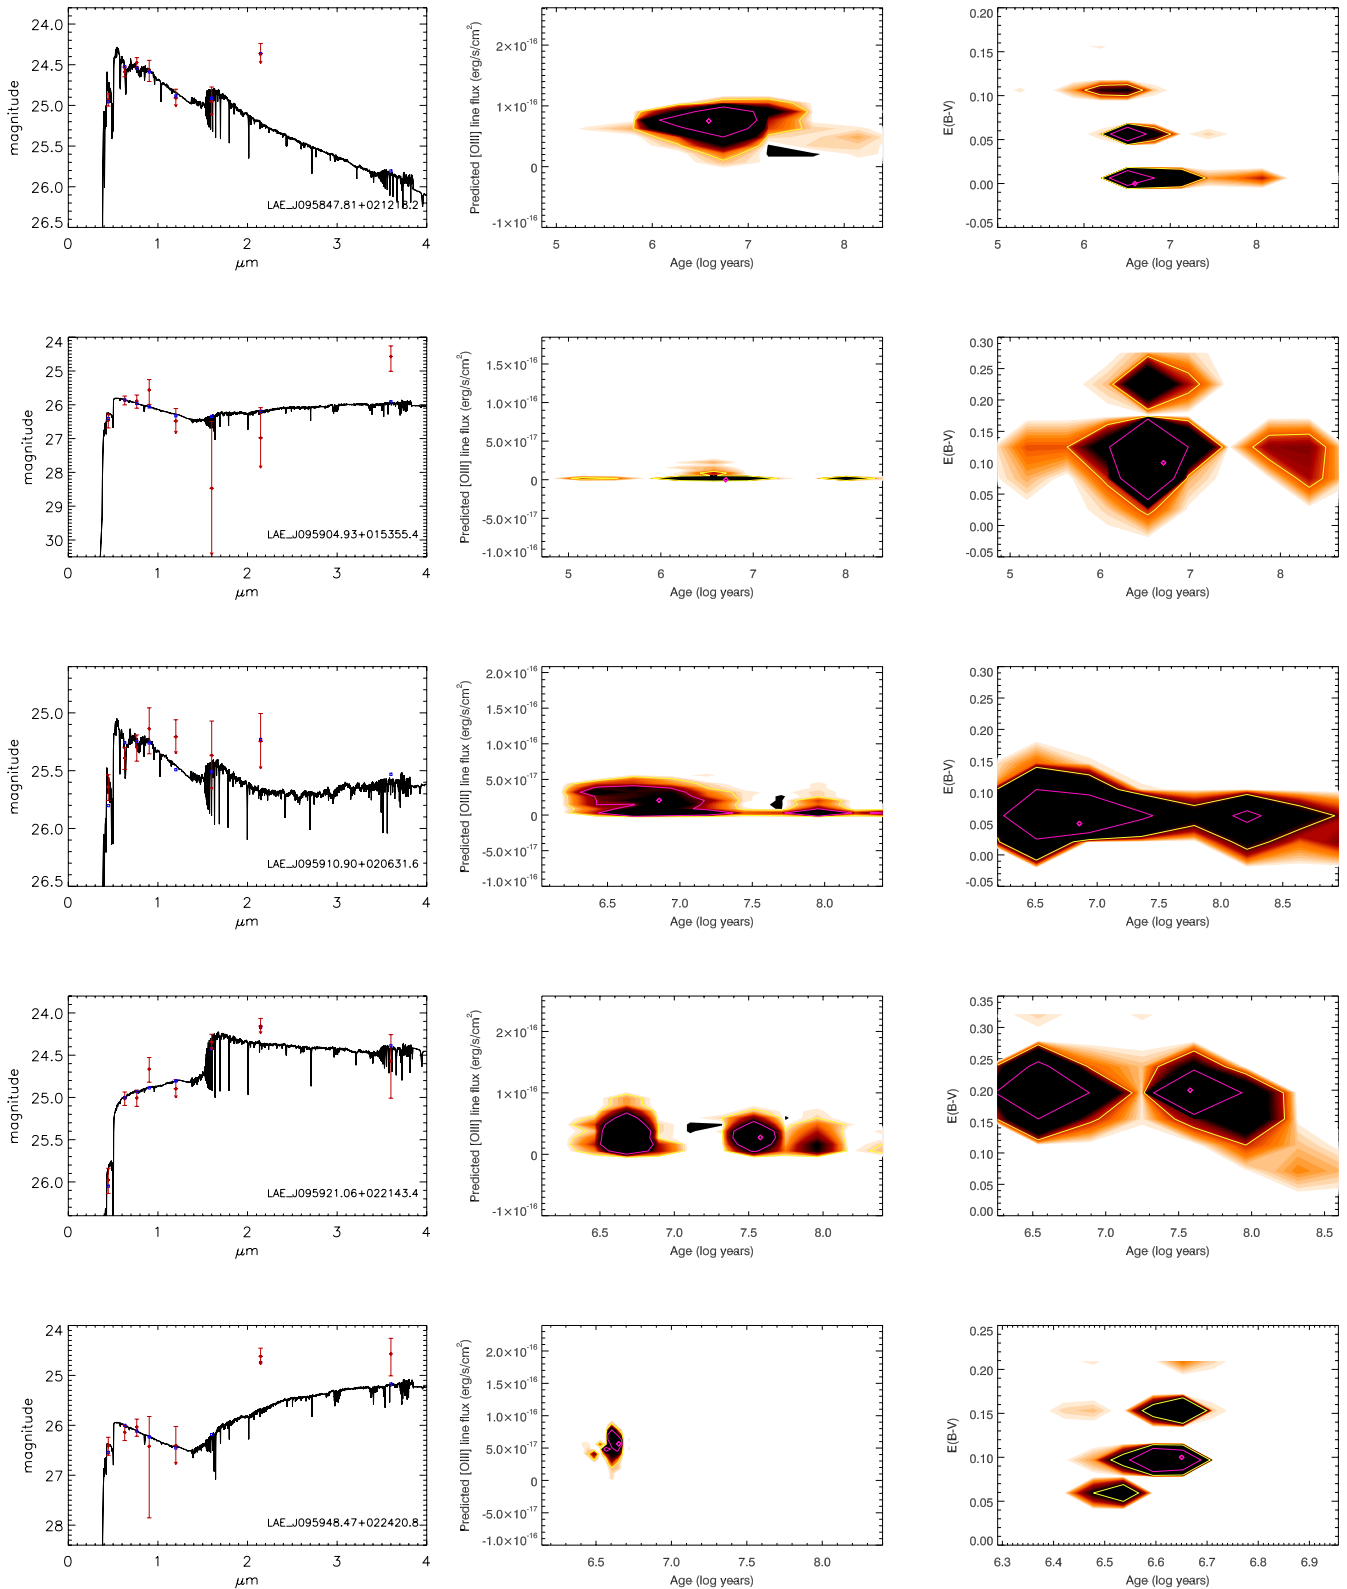 24.0
24.5
25.0
25.5
26.0
26.5
magnitude
LAE_J095847.81+021218.2
0 1 2 3 4
μm
2×10⁻¹⁶
1×10⁻¹⁶
0
-1×10⁻¹⁶
Predicted [OIII] line flux (erg/s/cm²)
5 6 7 8
Age (log years)
0.20
0.15
0.10
0.05
0.00
-0.05
E(B-V)
5 6 7 8
Age (log years)
24
25
26
27
28
29
30
magnitude
LAE_J095904.93+015355.4
0 1 2 3 4
μm
1.5×10⁻¹⁶
1.0×10⁻¹⁶
5.0×10⁻¹⁷
0
-5.0×10⁻¹⁷
-1.0×10⁻¹⁶
Predicted [OIII] line flux (erg/s/cm²)
5 6 7 8
Age (log years)
0.30
0.25
0.20
0.15
0.10
0.05
0.00
-0.05
E(B-V)
5 6 7 8
Age (log years)
25.0
25.5
26.0
26.5
magnitude
LAE_J095910.90+020631.6
0 1 2 3 4
μm
2.0×10⁻¹⁶
1.5×10⁻¹⁶
1.0×10⁻¹⁶
5.0×10⁻¹⁷
0
-5.0×10⁻¹⁷
-1.0×10⁻¹⁶
Predicted [OIII] line flux (erg/s/cm²)
6.5 7.0 7.5 8.0
Age (log years)
0.30
0.25
0.20
0.15
0.10
0.05
0.00
-0.05
E(B-V)
6.5 7.0 7.5 8.0 8.5
Age (log years)
24.0
24.5
25.0
25.5
26.0
magnitude
LAE_J095921.06+022143.4
0 1 2 3 4
μm
2×10⁻¹⁶
1×10⁻¹⁶
0
-1×10⁻¹⁶
Predicted [OIII] line flux (erg/s/cm²)
6.5 7.0 7.5 8.0
Age (log years)
0.35
0.30
0.25
0.20
0.15
0.10
0.05
0.00
E(B-V)
6.5 7.0 7.5 8.0 8.5
Age (log years)
24
25
26
27
28
magnitude
LAE_J095948.47+022420.8
0 1 2 3 4
μm
2.0×10⁻¹⁶
1.5×10⁻¹⁶
1.0×10⁻¹⁶
5.0×10⁻¹⁷
0
-5.0×10⁻¹⁷
-1.0×10⁻¹⁶
Predicted [OIII] line flux (erg/s/cm²)
6.5 7.0 7.5 8.0
Age (log years)
0.25
0.20
0.15
0.10
0.05
0.00
E(B-V)
6.3 6.4 6.5 6.6 6.7 6.8 6.9
Age (log years)